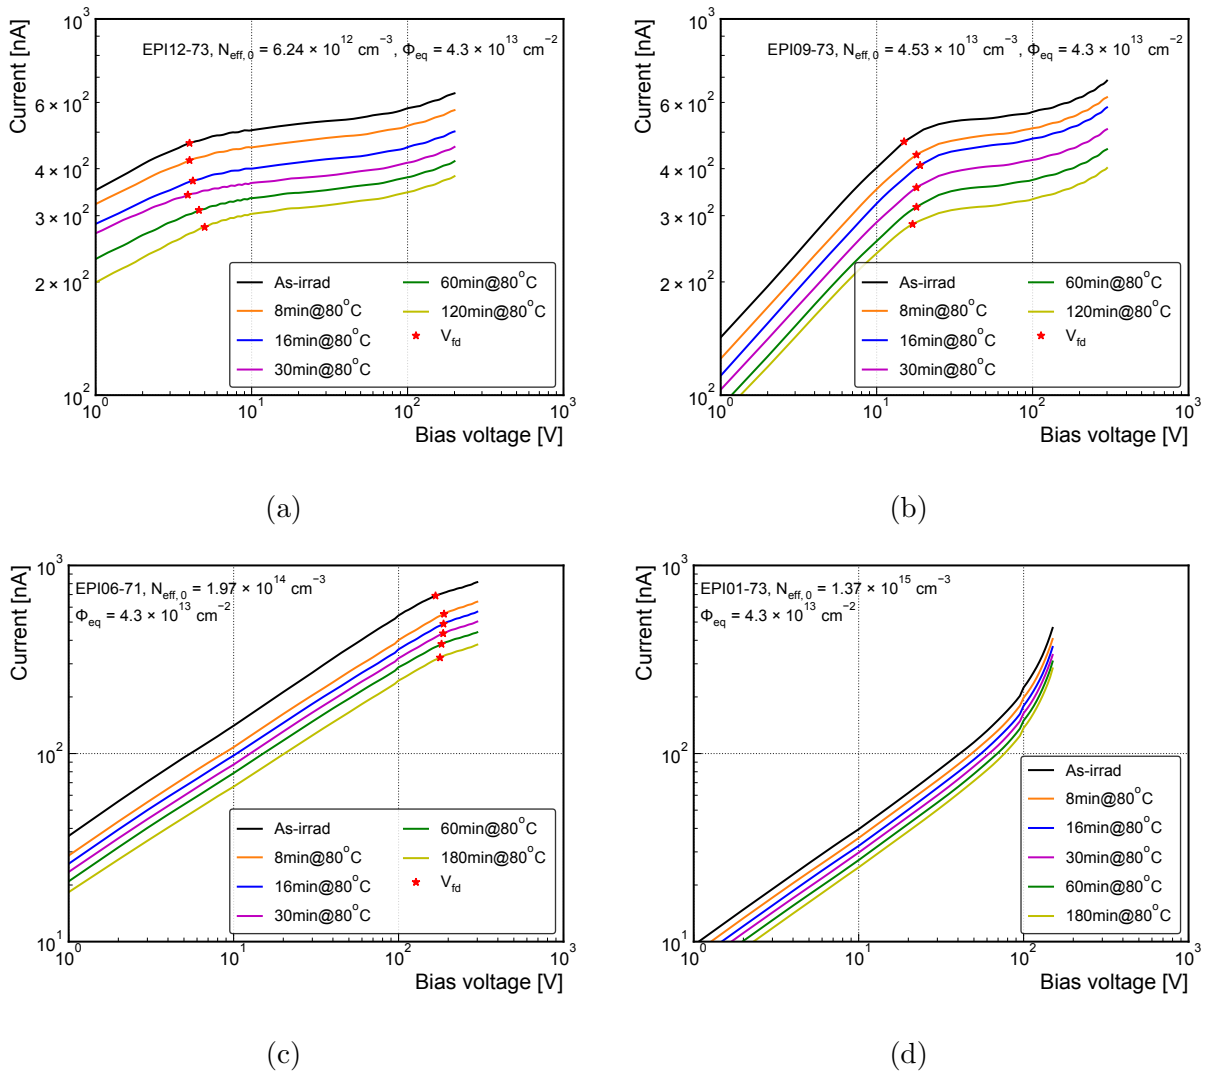 EPI12-73, N_eff, 0 = 6.24 × 10^12 cm^−3 , Φ_eq = 4.3 × 10^13 cm^−2
Current [nA]
10^3
6 × 10^2
4 × 10^2
3 × 10^2
2 × 10^2
10^2
As-irrad
8min@80°C
16min@80°C
30min@80°C
60min@80°C
120min@80°C
V_fd
10^0
10^1
10^2
10^3
Bias voltage [V]
(a)
EPI09-73, N_eff, 0 = 4.53 × 10^13 cm^−3 , Φ_eq = 4.3 × 10^13 cm^−2
Current [nA]
10^3
6 × 10^2
4 × 10^2
3 × 10^2
2 × 10^2
10^2
As-irrad
8min@80°C
16min@80°C
30min@80°C
60min@80°C
120min@80°C
V_fd
10^0
10^1
10^2
10^3
Bias voltage [V]
(b)
EPI06-71, N_eff, 0 = 1.97 × 10^14 cm^−3
Φ_eq = 4.3 × 10^13 cm^−2
Current [nA]
10^3
10^2
10^1
As-irrad
8min@80°C
16min@80°C
30min@80°C
60min@80°C
180min@80°C
V_fd
10^0
10^1
10^2
10^3
Bias voltage [V]
(c)
EPI01-73, N_eff, 0 = 1.37 × 10^15 cm^−3
Φ_eq = 4.3 × 10^13 cm^−2
Current [nA]
10^3
10^2
10^1
As-irrad
8min@80°C
16min@80°C
30min@80°C
60min@80°C
180min@80°C
10^0
10^1
10^2
10^3
Bias voltage [V]
(d)